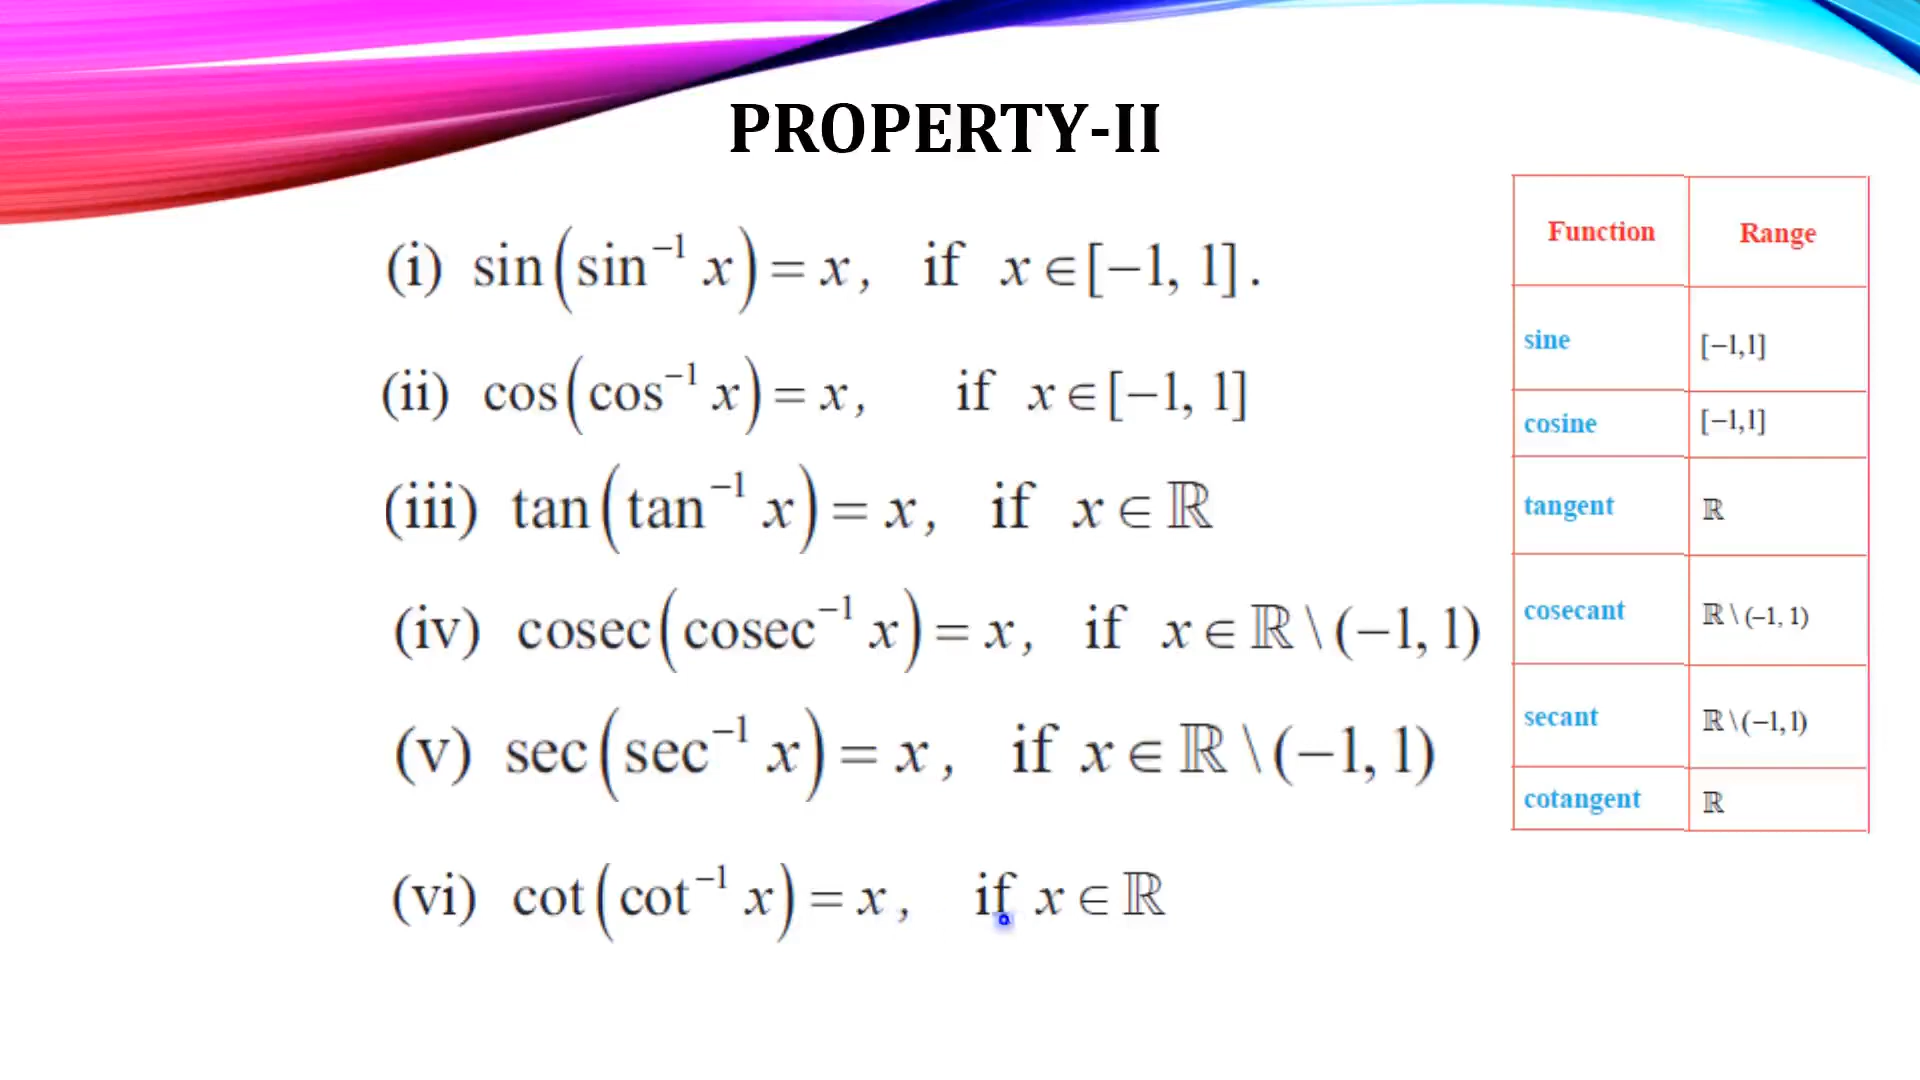 PROPERTY-II
(i) sin(sin⁻¹ x) = x, if x ∈ [−1, 1].
(ii) cos(cos⁻¹ x) = x, if x ∈ [−1, 1]
(iii) tan(tan⁻¹ x) = x, if x ∈ ℝ
(iv) cosec(cosec⁻¹ x) = x, if x ∈ ℝ \ (−1, 1)
(v) sec(sec⁻¹ x) = x, if x ∈ ℝ \ (−1, 1)
(vi) cot(cot⁻¹ x) = x, if x ∈ ℝ
Function Range
sine [−1,1]
cosine [−1,1]
tangent ℝ
cosecant ℝ \ (−1, 1)
secant ℝ \ (−1, 1)
cotangent ℝ